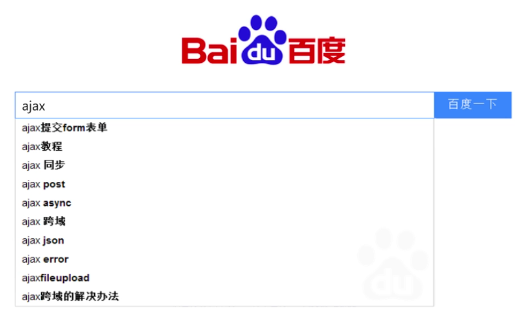 Bai du 百度
ajax 百度一下
ajax提交form表单
ajax教程
ajax 同步
ajax post
ajax async
ajax 跨域
ajax json
ajax error
ajaxfileupload
ajax跨域的解决办法
du